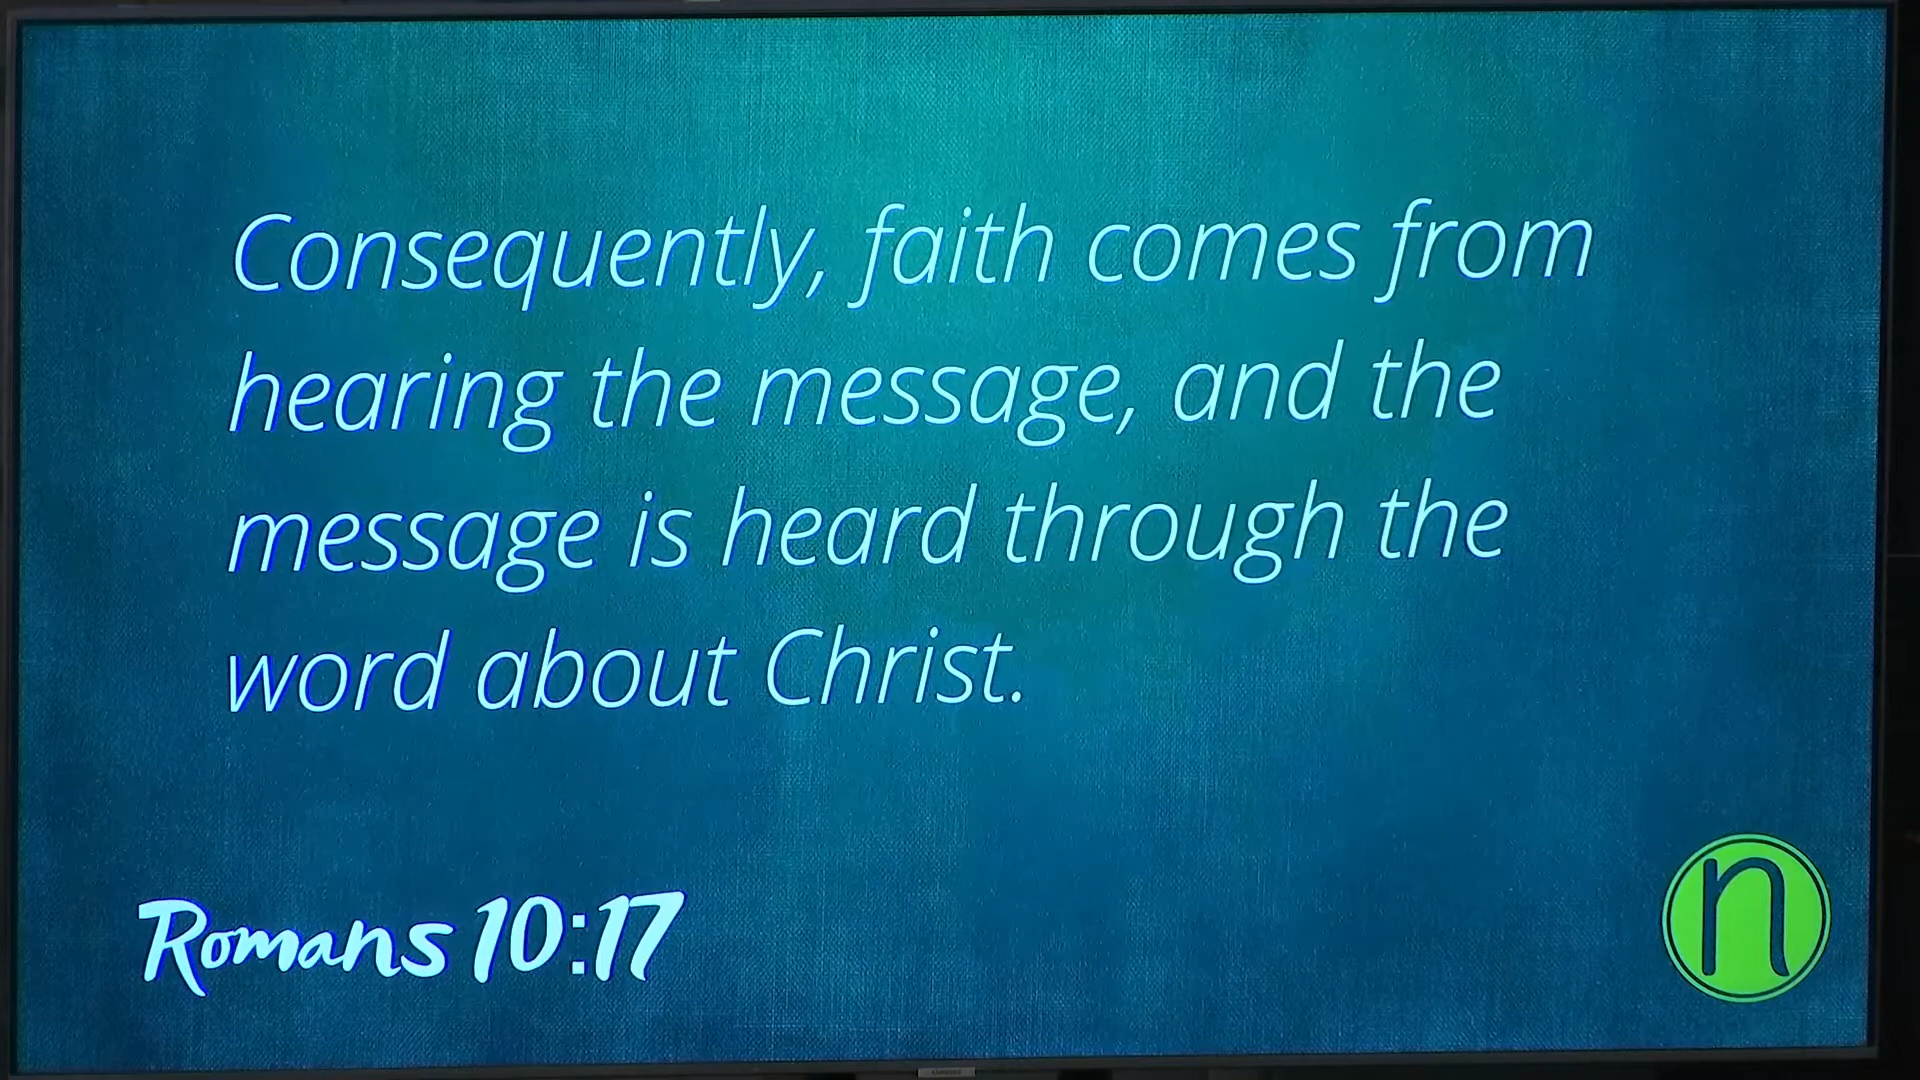 Consequently, faith comes from
hearing the message, and the
message is heard through the
word about Christ.
Romans 10:17
n
SAMSUNG